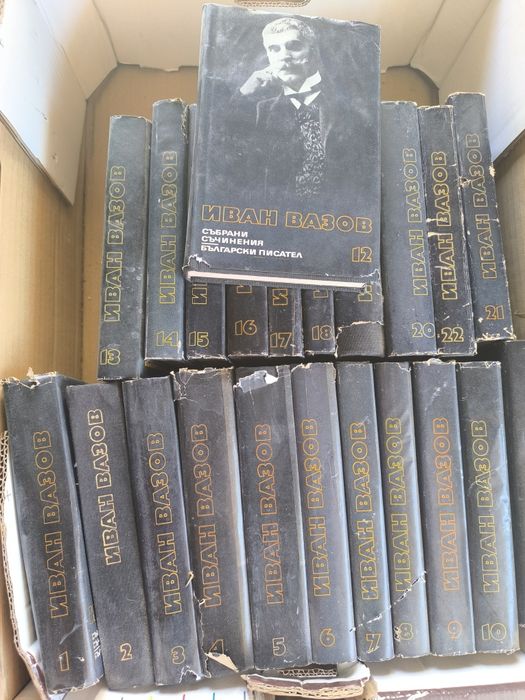 ИВАН ВАЗОВ
СЪБРАНИ
СЪЧИНЕНИЯ
БЪЛГАРСКИ ПИСАТЕЛ
12
ИВАН ВАЗОВ
13
ИВАН ВАЗОВ
14
ИВАН ВАЗОВ
15
16
17
18
20
ИВАН ВАЗОВ
22
ИВАН ВАЗОВ
21
ИВАН ВАЗОВ
1
ИВАН ВАЗОВ
2
ИВАН ВАЗОВ
3
ИВАН ВАЗОВ
4
ИВАН ВАЗОВ
5
ИВАН ВАЗОВ
6
ИВАН ВАЗОВ
7
ИВАН ВАЗОВ
8
ИВАН ВАЗОВ
9
ИВАН ВАЗОВ
10